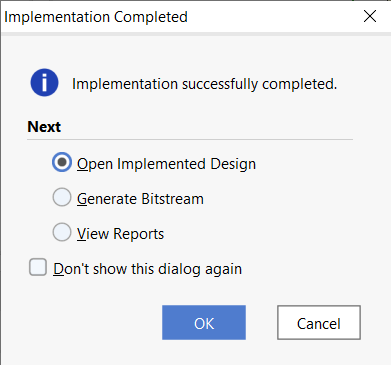 Implementation Completed
Implementation successfully completed.
Next
Open Implemented Design
Generate Bitstream
View Reports
Don't show this dialog again
OK
Cancel